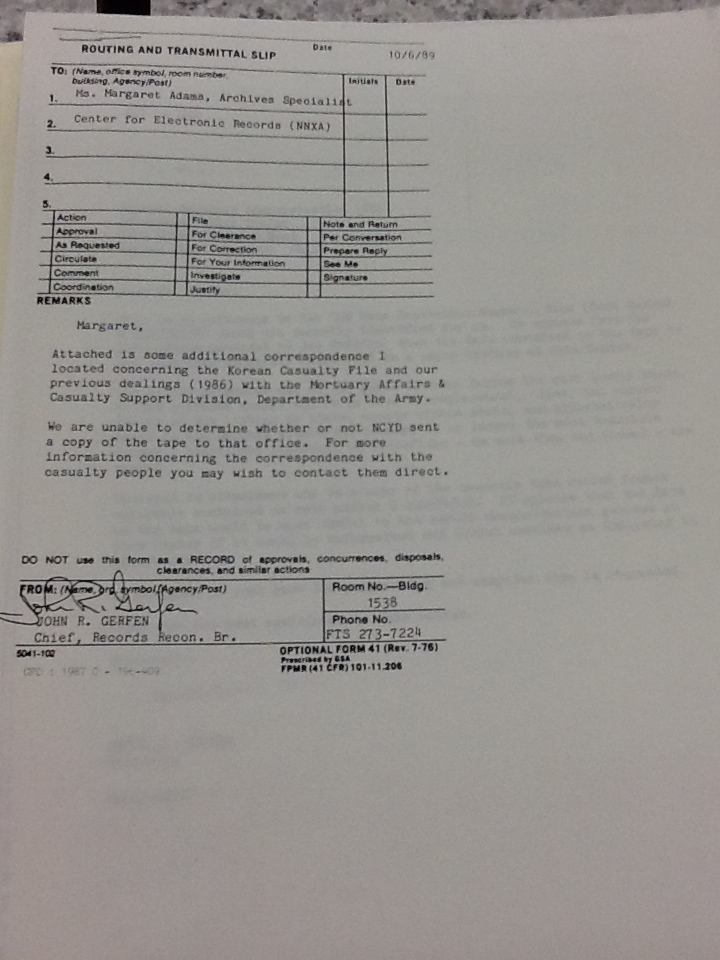 ROUTING AND TRANSMITTAL SLIP
Date
10/6/89
TO: (Name, office symbol, room number,
building, Agency/Post)
Initials
Date
1. Ms. Margaret Adams, Archives Specialist
2. Center for Electronic Records (NNXA)
3.
4.
5.
Action
File
Note and Return
Approval
For Clearance
Per Conversation
As Requested
For Correction
Prepare Reply
Circulate
For Your Information
See Me
Comment
Investigate
Signature
Coordination
Justify
REMARKS
Margaret,
Attached is some additional correspondence I
located concerning the Korean Casualty File and our
previous dealings (1986) with the Mortuary Affairs &
Casualty Support Division, Department of the Army.
We are unable to determine whether or not NCYD sent
a copy of the tape to that office. For more
information concerning the correspondence with the
casualty people you may wish to contact them direct.
DO NOT use this form as a RECORD of approvals, concurrences, disposals,
clearances, and similar actions
FROM: (Name, org. symbol, Agency/Post)
Room No.—Bldg.
1538
John R. Gerfen
JOHN R. GERFEN
Phone No.
Chief, Records Recon. Br.
FTS 273-7224
5041-102
OPTIONAL FORM 41 (Rev. 7-76)
Prescribed by GSA
FPMR (41 CFR) 101-11.206
GPO : 1987 O -